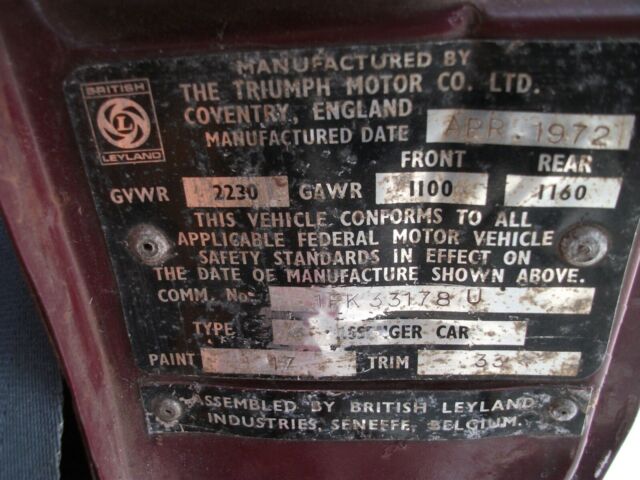 MANUFACTURED BY
BRITISH
L
LEYLAND
THE TRIUMPH MOTOR CO. LTD.
COVENTRY, ENGLAND
MANUFACTURED DATE APR. 1972
FRONT REAR
GVWR 2230 GAWR 1100 1160
THIS VEHICLE CONFORMS TO ALL
APPLICABLE FEDERAL MOTOR VEHICLE
SAFETY STANDARDS IN EFFECT ON
THE DATE OF MANUFACTURE SHOWN ABOVE.
COMM. No. 1FK 33178 U
TYPE PASSENGER CAR
PAINT 17 TRIM 33
ASSEMBLED BY BRITISH LEYLAND
INDUSTRIES, SENEFFE, BELGIUM.